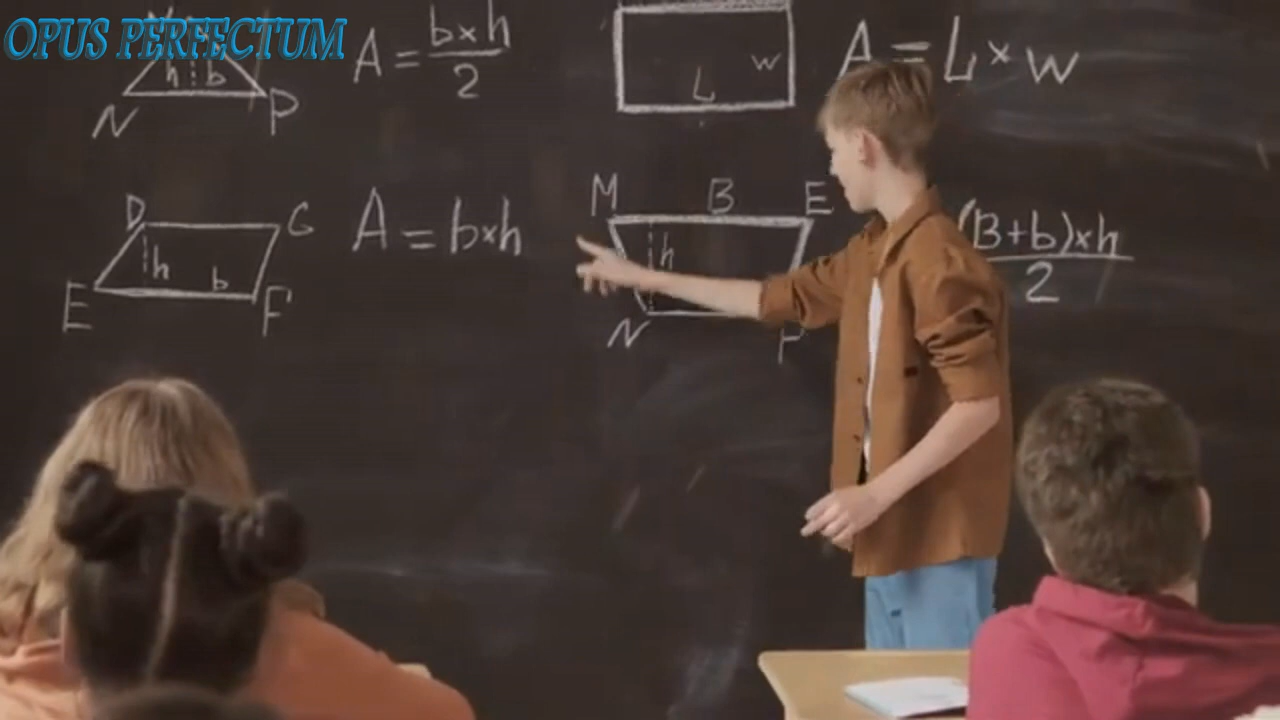 OPUS PERFECTUM
h b
N P
A = b×h
2
W
L
A = L × W
D G
h b
E F
A = b×h
M B E
h
N P
(B+b)×h
2